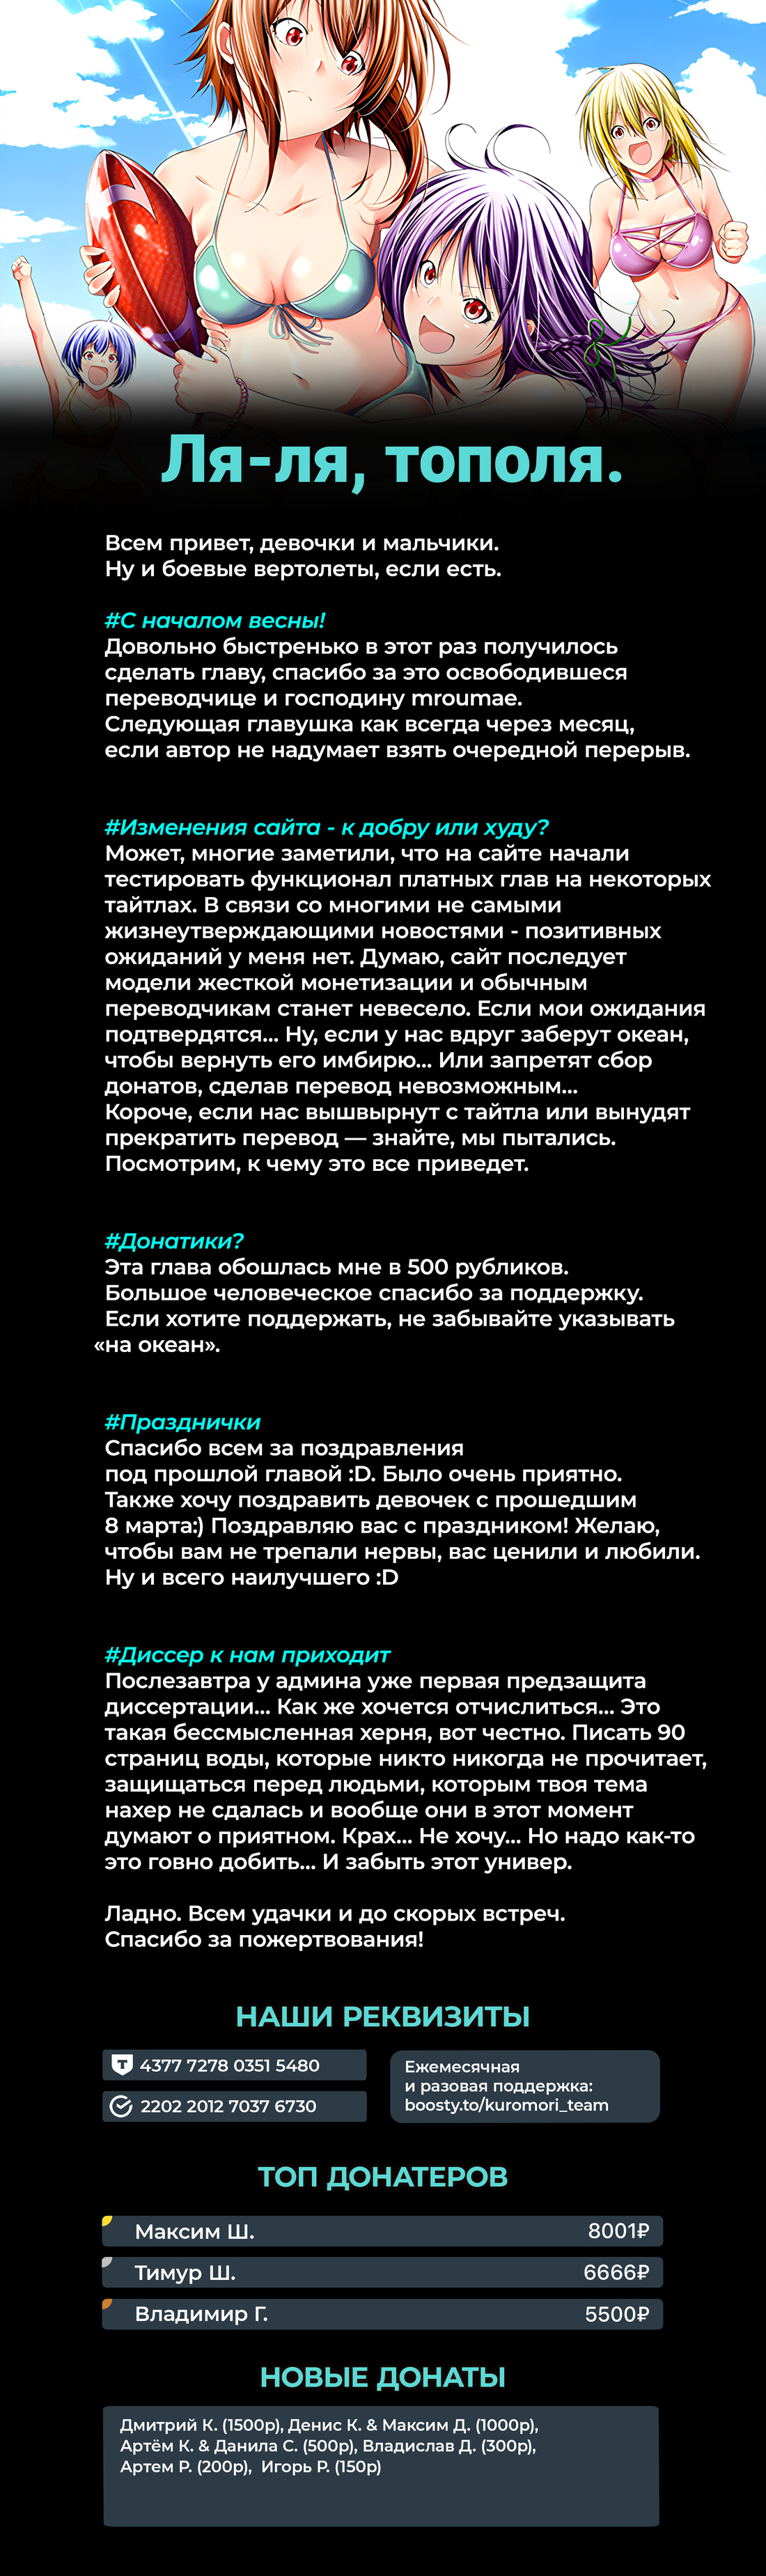 Ля-ля, тополя.
Всем привет, девочки и мальчики.
Ну и боевые вертолеты, если есть.
#С началом весны!
Довольно быстренько в этот раз получилось
сделать главу, спасибо за это освободившиеся
переводчице и господину mroumae.
Следующая главушка как всегда через месяц,
если автор не надумает взять очередной перерыв.
#Изменения сайта - к добру или худу?
Может, многие заметили, что на сайте начали
тестировать функционал платных глав на некоторых
тайтлах. В связи со многими не самыми
жизнеутверждающими новостями - позитивных
ожиданий у меня нет. Думаю, сайт последует
модели жесткой монетизации и обычным
переводчикам станет невесело. Если мои ожидания
подтвердятся... Ну, если у нас вдруг заберут океан,
чтобы вернуть его имбирю... Или запретят сбор
донатов, сделав перевод невозможным...
Короче, если нас вышвырнут с тайтла или вынудят
прекратить перевод — знайте, мы пытались.
Посмотрим, к чему это все приведет.
#Донатики?
Эта глава обошлась мне в 500 рубликов.
Большое человеческое спасибо за поддержку.
Если хотите поддержать, не забывайте указывать
«на океан».
#Празднички
Спасибо всем за поздравления
под прошлой главой :D. Было очень приятно.
Также хочу поздравить девочек с прошедшим
8 марта:) Поздравляю вас с праздником! Желаю,
чтобы вам не трепали нервы, вас ценили и любили.
Ну и всего наилучшего :D
#Диссер к нам приходит
Послезавтра у админа уже первая предзащита
диссертации... Как же хочется отчислиться... Это
такая бессмысленная херня, вот честно. Писать 90
страниц воды, которые никто никогда не прочитает,
защищаться перед людьми, которым твоя тема
нахер не сдалась и вообще они в этот момент
думают о приятном. Крах... Не хочу... Но надо как-то
это говно добить... И забыть этот универ.
Ладно. Всем удачки и до скорых встреч.
Спасибо за пожертвования!
НАШИ РЕКВИЗИТЫ
Т 4377 7278 0351 5480
2202 2012 7037 6730
Ежемесячная
и разовая поддержка:
boosty.to/kuromori_team
ТОП ДОНАТЕРОВ
Максим Ш. 8001₽
Тимур Ш. 6666₽
Владимир Г. 5500₽
НОВЫЕ ДОНАТЫ
Дмитрий К. (1500р), Денис К. & Максим Д. (1000р),
Артём К. & Данила С. (500р), Владислав Д. (300р),
Артем Р. (200р), Игорь Р. (150р)